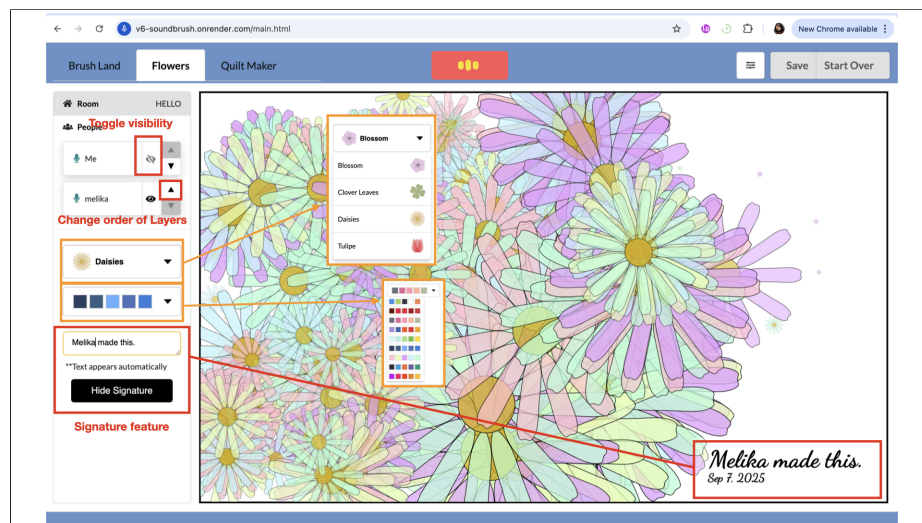 v6-soundbrush.onrender.com/main.html
New Chrome available
Brush Land
Flowers
Quilt Maker
Save
Start Over
Room
HELLO
People
Toggle visibility
Me
melika
Change order of Layers
Daisies
Melika made this.
**Text appears automatically
Hide Signature
Signature feature
Blossom
Blossom
Clover Leaves
Daisies
Tulipe
Melika made this.
Sep 7. 2025